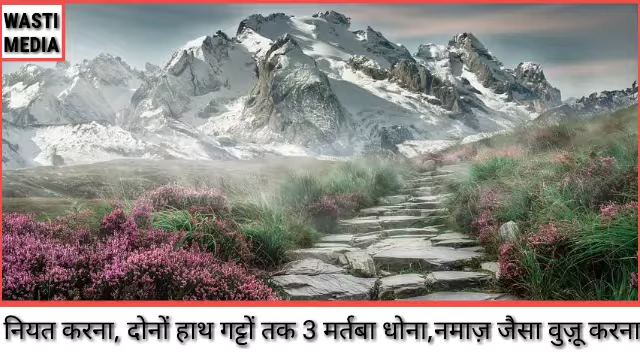 WASTI
MEDIA
नियत करना, दोनों हाथ गट्टों तक 3 मर्तबा धोना,नमाज़ जैसा वुज़ू करना